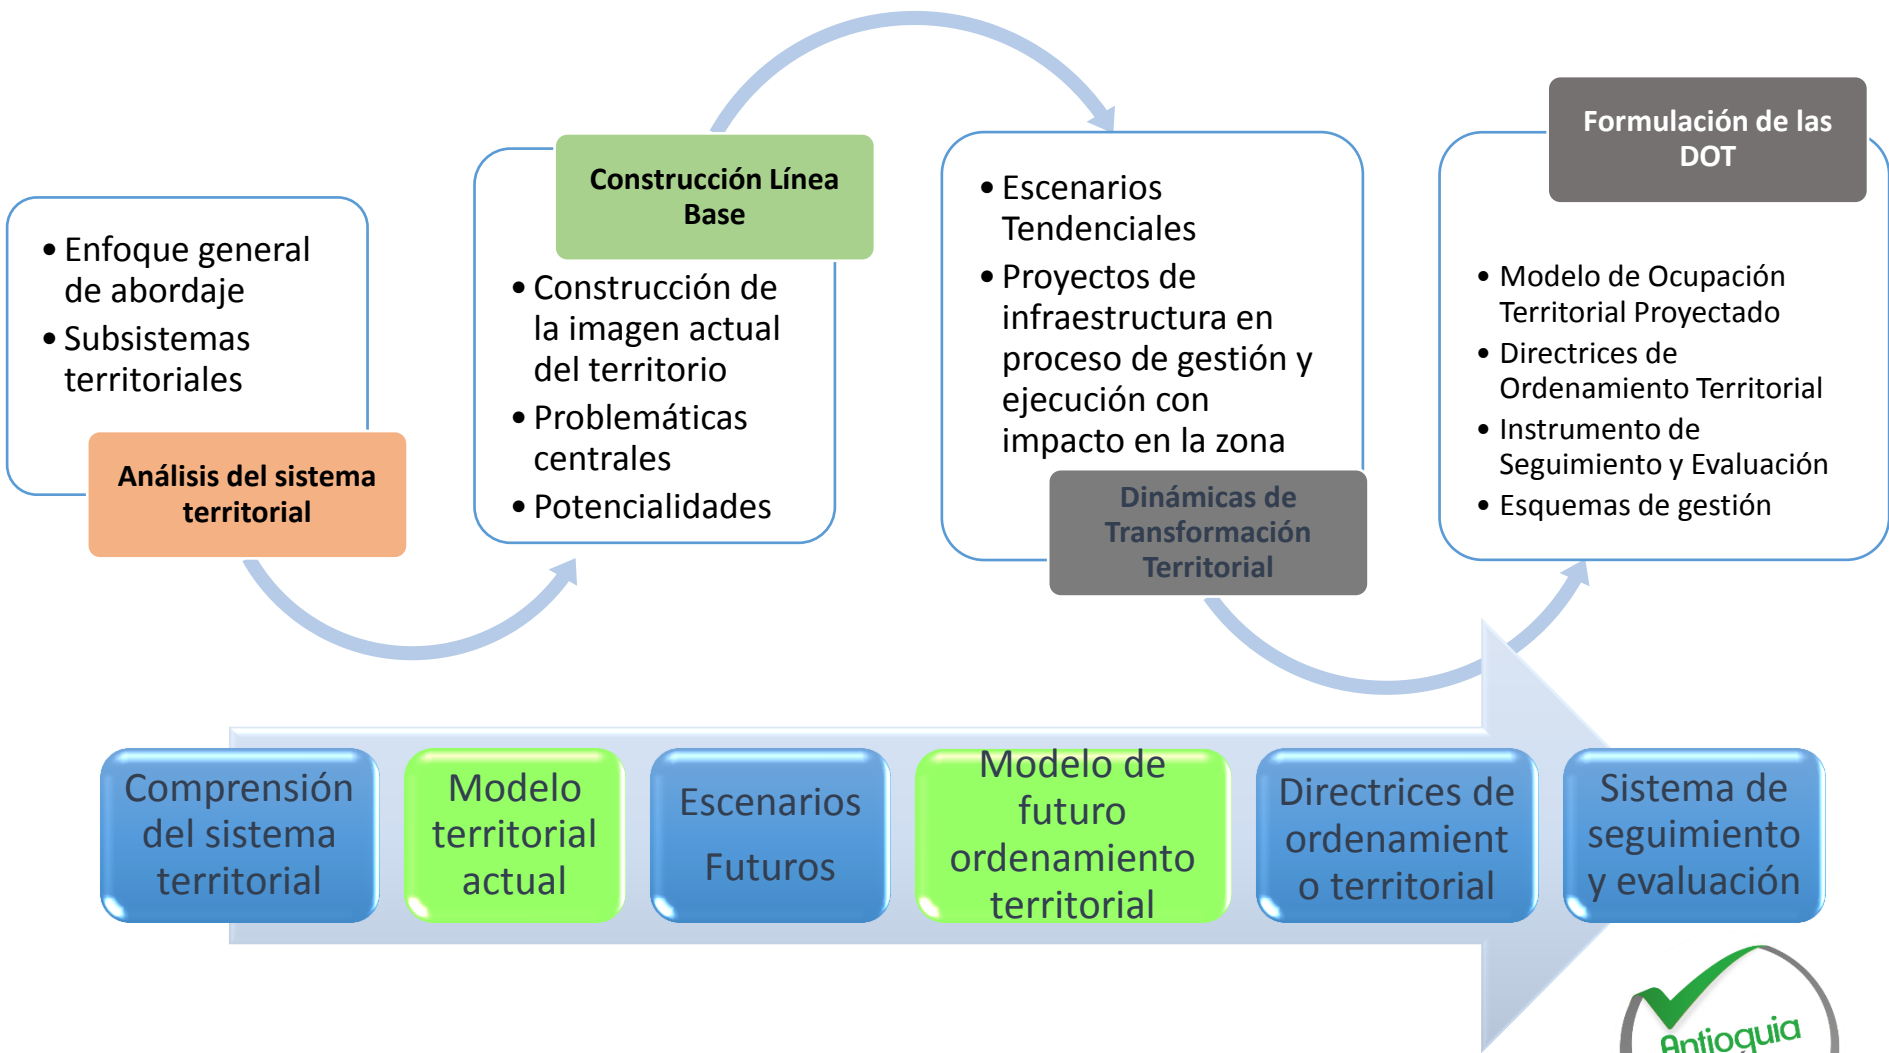 • Enfoque general
de abordaje
• Subsistemas
territoriales
Análisis del sistema
territorial
Construcción Línea
Base
• Construcción de
la imagen actual
del territorio
• Problemáticas
centrales
• Potencialidades
• Escenarios
Tendenciales
• Proyectos de
infraestructura en
proceso de gestión y
ejecución con
impacto en la zona
Dinámicas de
Transformación
Territorial
Formulación de las
DOT
• Modelo de Ocupación
Territorial Proyectado
• Directrices de
Ordenamiento Territorial
• Instrumento de
Seguimiento y Evaluación
• Esquemas de gestión
Comprensión
del sistema
territorial
Modelo
territorial
actual
Escenarios
Futuros
Modelo de
futuro
ordenamiento
territorial
Directrices de
ordenamient
o territorial
Sistema de
seguimiento
y evaluación
Antioquia